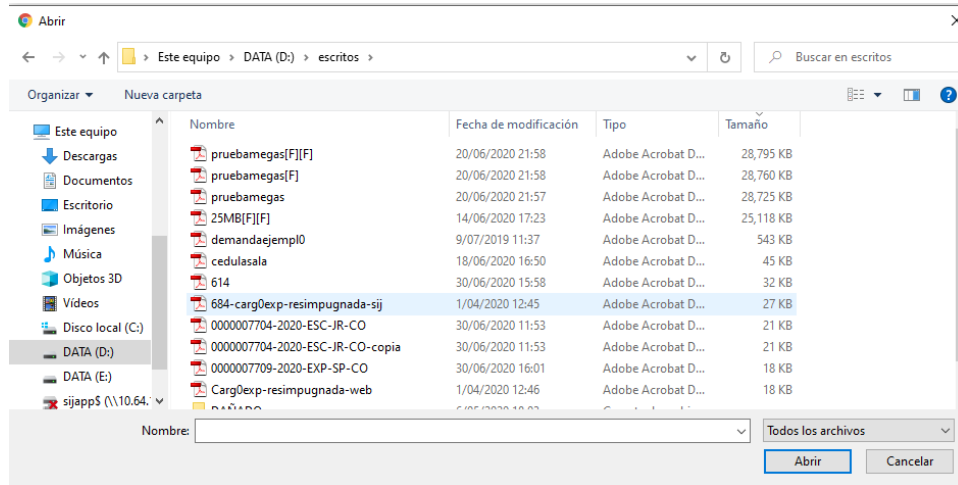 Abrir
Este equipo > DATA (D:) > escritos >
Buscar en escritos
Organizar
Nueva carpeta
Este equipo
Descargas
Documentos
Escritorio
Imágenes
Música
Objetos 3D
Vídeos
Disco local (C:)
DATA (D:)
DATA (E:)
sijapp$ (\\10.64.
Nombre Fecha de modificación Tipo Tamaño
pruebamegas[F][F] 20/06/2020 21:58 Adobe Acrobat D... 28,795 KB
pruebamegas[F] 20/06/2020 21:58 Adobe Acrobat D... 28,760 KB
pruebamegas 20/06/2020 21:57 Adobe Acrobat D... 28,725 KB
25MB[F][F] 14/06/2020 17:23 Adobe Acrobat D... 25,118 KB
demandaejempl0 9/07/2019 11:37 Adobe Acrobat D... 543 KB
cedulasala 18/06/2020 16:50 Adobe Acrobat D... 45 KB
614 30/06/2020 15:58 Adobe Acrobat D... 32 KB
684-carg0exp-resimpugnada-sij 1/04/2020 12:45 Adobe Acrobat D... 27 KB
0000007704-2020-ESC-JR-CO 30/06/2020 11:53 Adobe Acrobat D... 21 KB
0000007704-2020-ESC-JR-CO-copia 30/06/2020 11:53 Adobe Acrobat D... 21 KB
0000007709-2020-EXP-SP-CO 30/06/2020 16:01 Adobe Acrobat D... 18 KB
Carg0exp-resimpugnada-web 1/04/2020 12:46 Adobe Acrobat D... 18 KB
Nombre:
Todos los archivos
Abrir
Cancelar